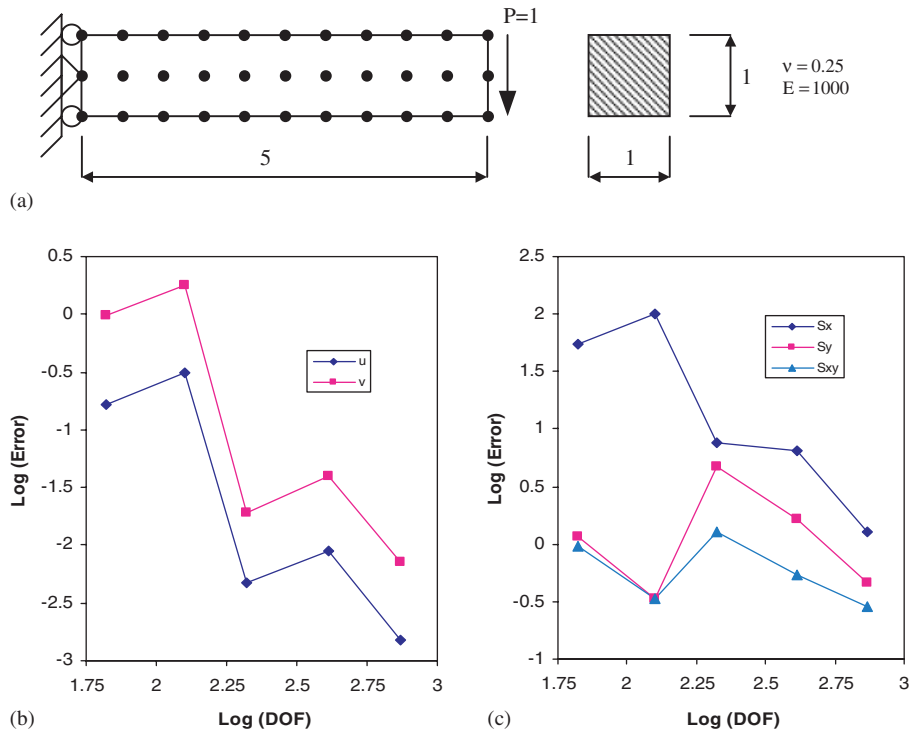 P=1
1
ν = 0.25
E = 1000
5
1
(a)
0.5
0
-0.5
-1
-1.5
-2
-2.5
-3
Log (Error)
u
v
1.75
2
2.25
2.5
2.75
3
Log (DOF)
(b)
2.5
2
1.5
1
0.5
0
-0.5
-1
Log (Error)
Sx
Sy
Sxy
1.75
2
2.25
2.5
2.75
3
Log (DOF)
(c)